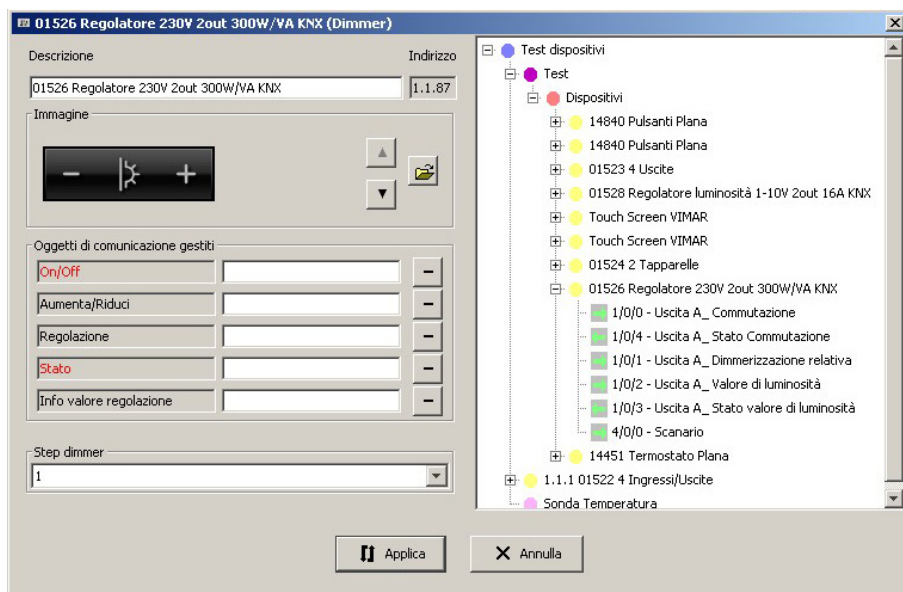 01526 Regolatore 230V 2out 300W/VA KNX (Dimmer)
Descrizione
Indirizzo
01526 Regolatore 230V 2out 300W/VA KNX
1.1.87
Immagine
Oggetti di comunicazione gestiti
On/Off
Aumenta/Riduci
Regolazione
Stato
Info valore regolazione
Step dimmer
1
Test dispositivi
Test
Dispositivi
14840 Pulsanti Plana
14840 Pulsanti Plana
01523 4 Uscite
01528 Regolatore luminosità 1-10V 2out 16A KNX
Touch Screen VIMAR
Touch Screen VIMAR
01524 2 Tapparelle
01526 Regolatore 230V 2out 300W/VA KNX
1/0/0 - Uscita A_ Commutazione
1/0/4 - Uscita A_ Stato Commutazione
1/0/1 - Uscita A_ Dimmerizzazione relativa
1/0/2 - Uscita A_ Valore di luminosità
1/0/3 - Uscita A_ Stato valore di luminosità
4/0/0 - Scanario
14451 Termostato Plana
1.1.1 01522 4 Ingressi/Uscite
Sonda Temperatura
Applica
Annulla